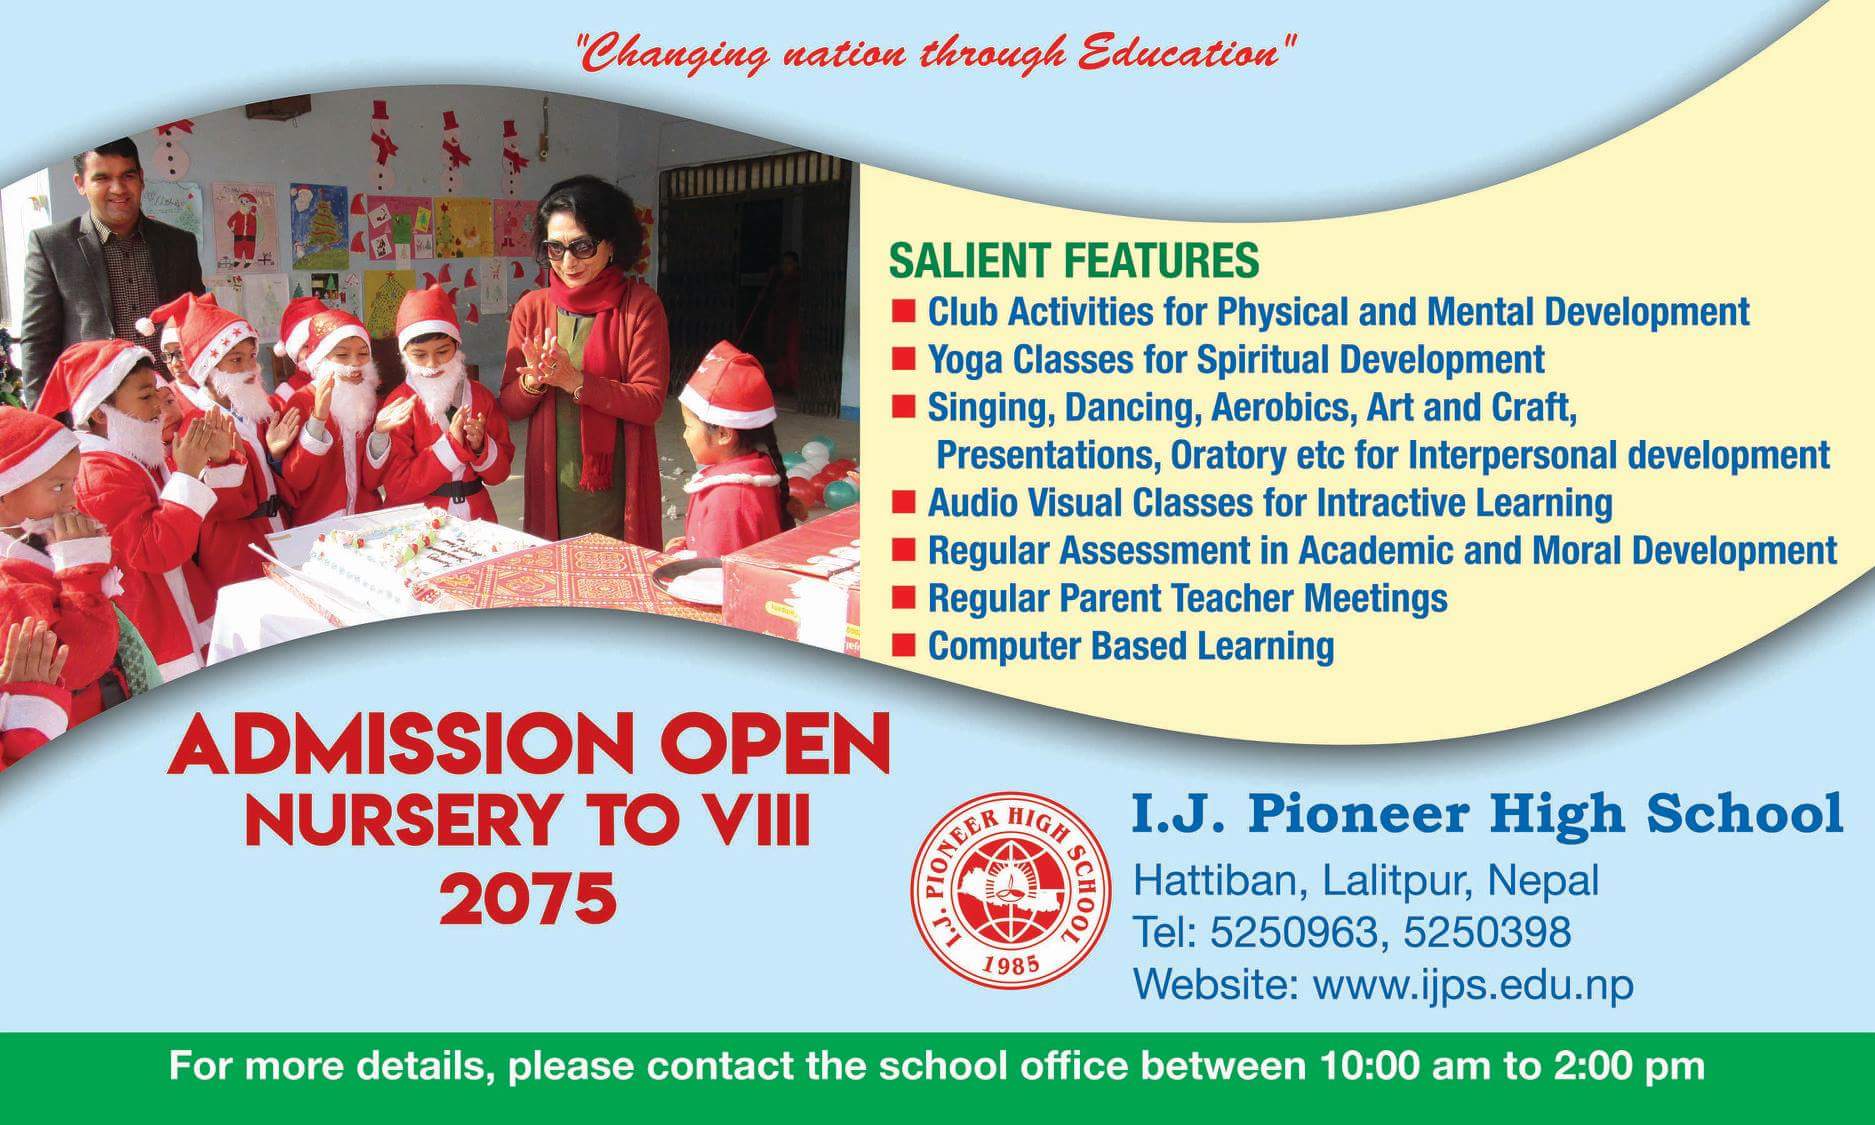 "Changing nation through Education"
SALIENT FEATURES
Club Activities for Physical and Mental Development
Yoga Classes for Spiritual Development
Singing, Dancing, Aerobics, Art and Craft,
Presentations, Oratory etc for Interpersonal development
Audio Visual Classes for Intractive Learning
Regular Assessment in Academic and Moral Development
Regular Parent Teacher Meetings
Computer Based Learning
ADMISSION OPEN
NURSERY TO VIII
2075
I.J. PIONEER HIGH SCHOOL
1985
I.J. Pioneer High School
Hattiban, Lalitpur, Nepal
Tel: 5250963, 5250398
Website: www.ijps.edu.np
For more details, please contact the school office between 10:00 am to 2:00 pm